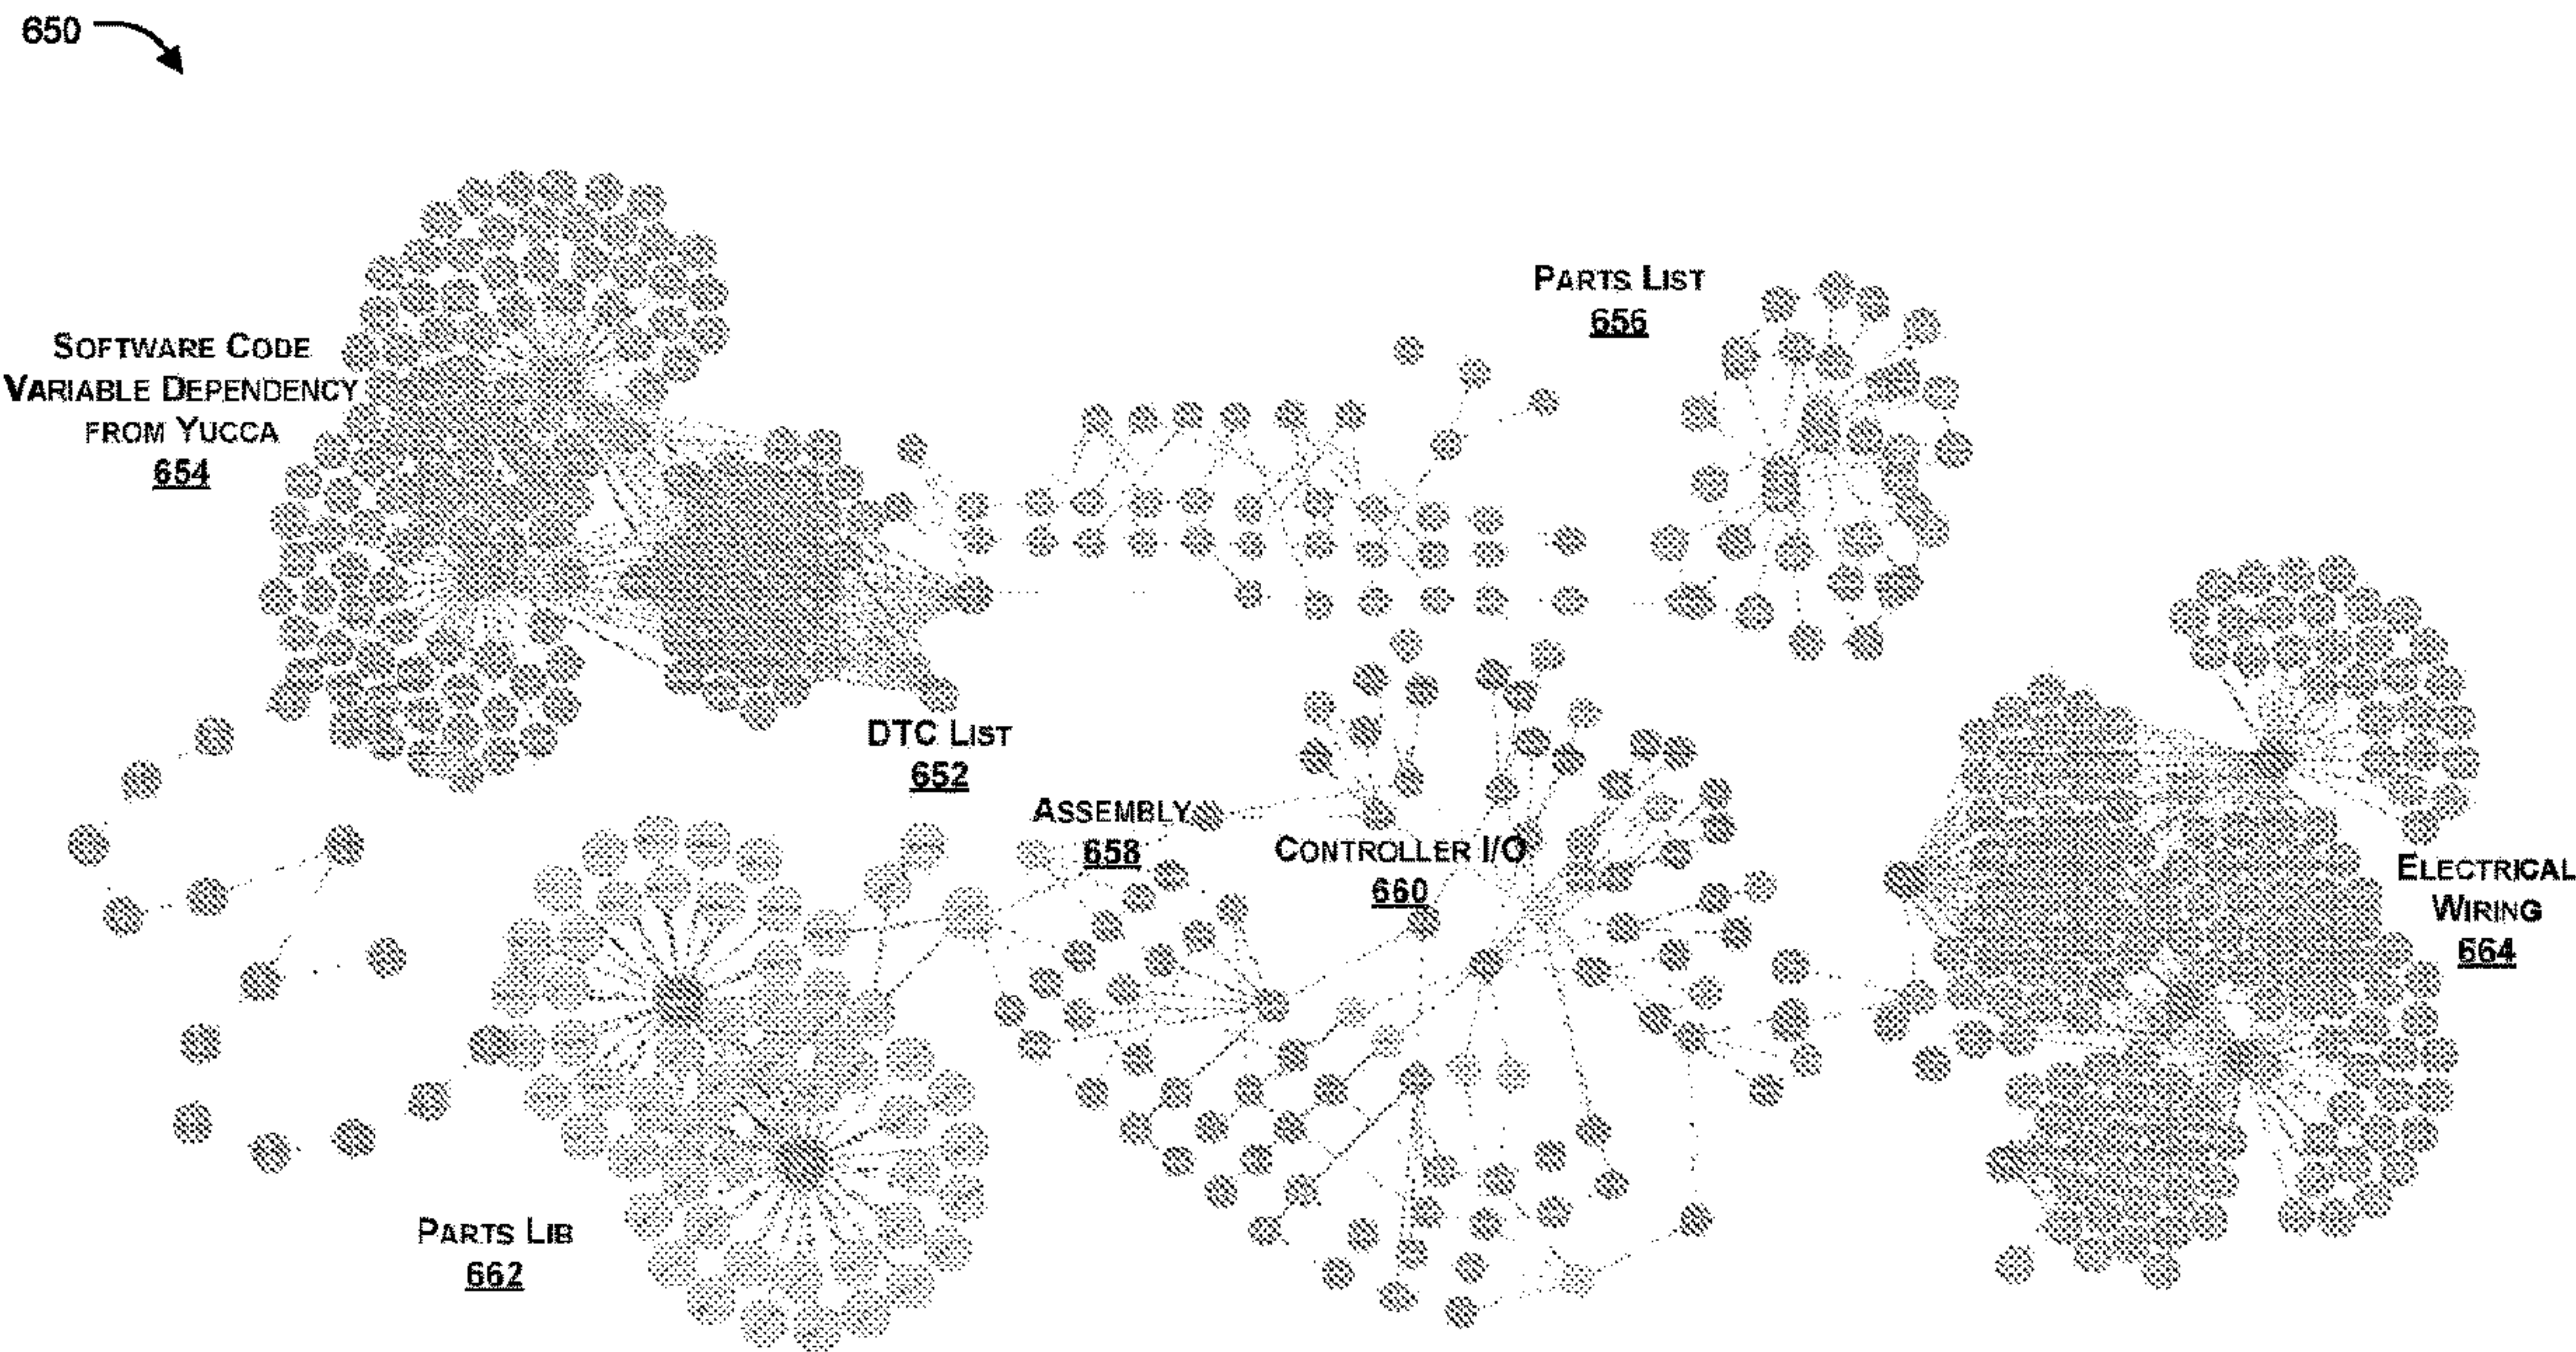 650
PARTS LIST
656
SOFTWARE CODE
VARIABLE DEPENDENCY
FROM YUCCA
654
DTC LIST
652
ASSEMBLY
658
CONTROLLER I/O
660
ELECTRICAL
WIRING
664
PARTS LIB
662